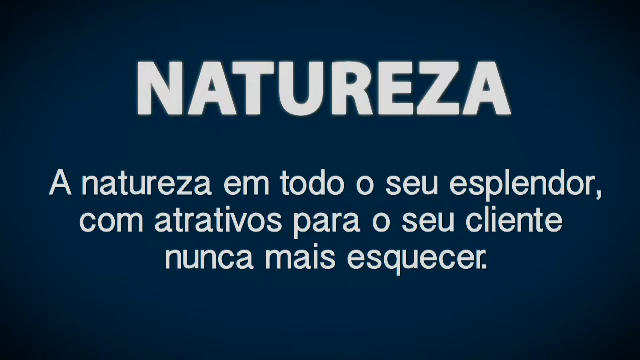 NATUREZA
A natureza em todo o seu esplendor,
com atrativos para o seu cliente
nunca mais esquecer.